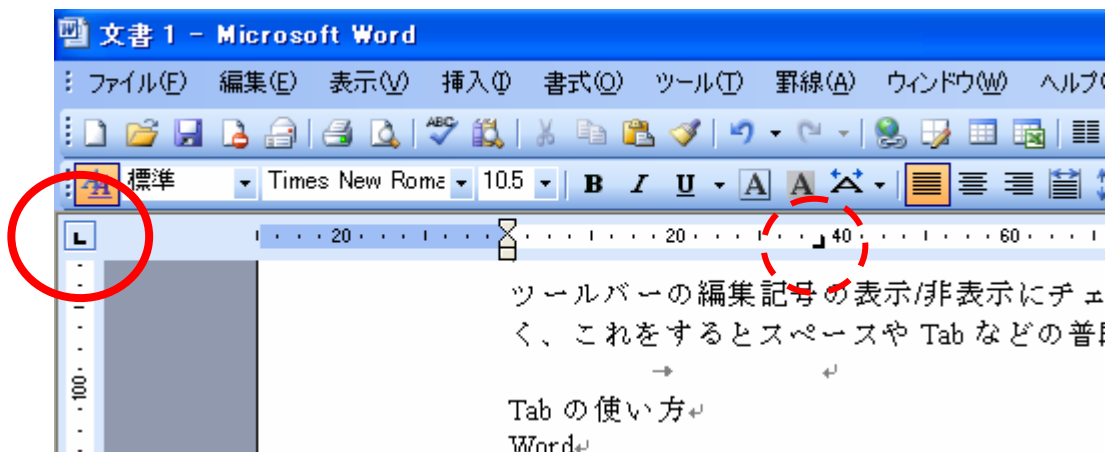 文書 1 - Microsoft Word
ファイル(F) 編集(E) 表示(V) 挿入(I) 書式(O) ツール(T) 罫線(A) ウィンドウ(W) ヘルプ(
ABC
標準 Times New Roma 10.5 B I U A A
20 20 40 60
ツールバーの編集記号の表示/非表示にチェ
く、これをするとスペースや Tab などの普
100
Tab の使い方
Word